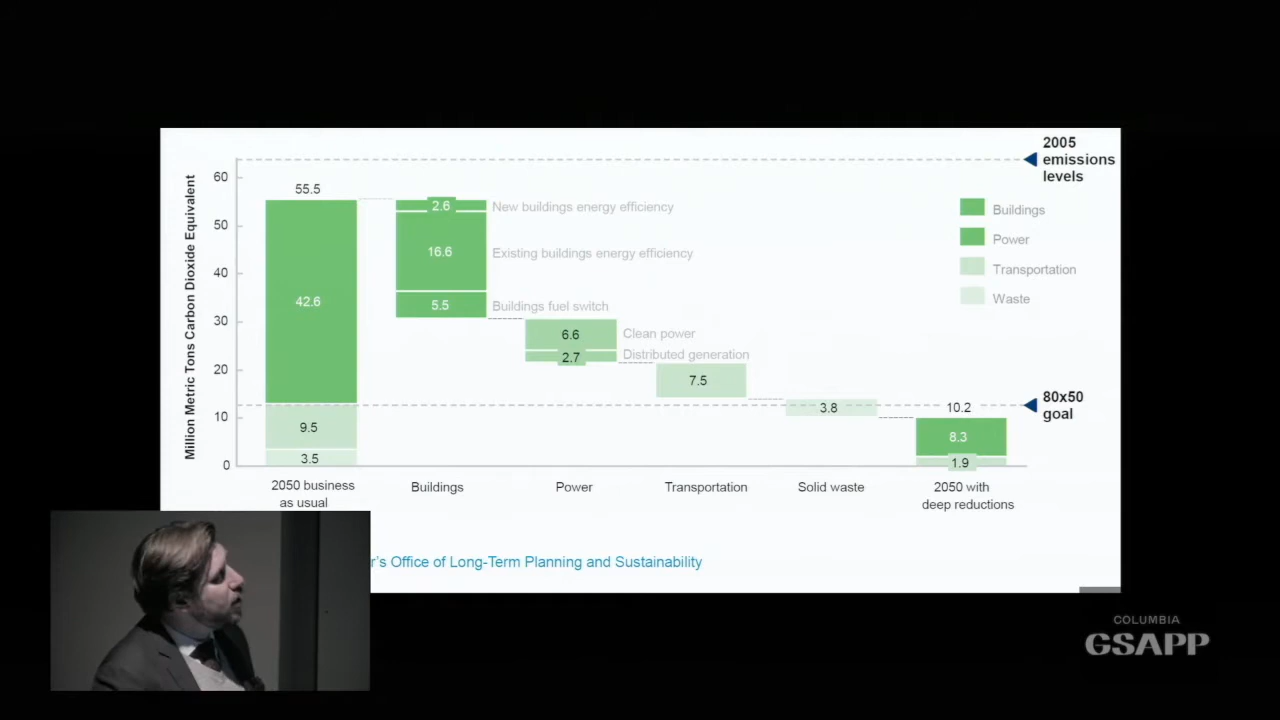 2005
emissions
levels
Million Metric Tons Carbon Dioxide Equivalent
60
50
40
30
20
10
0
55.5
42.6
9.5
3.5
2.6
16.6
5.5
New buildings energy efficiency
Existing buildings energy efficiency
Buildings fuel switch
6.6
2.7
Clean power
Distributed generation
7.5
3.8
10.2
8.3
1.9
Buildings
Power
Transportation
Waste
80x50
goal
2050 business
as usual
Buildings
Power
Transportation
Solid waste
2050 with
deep reductions
r's Office of Long-Term Planning and Sustainability
COLUMBIA
GSAPP